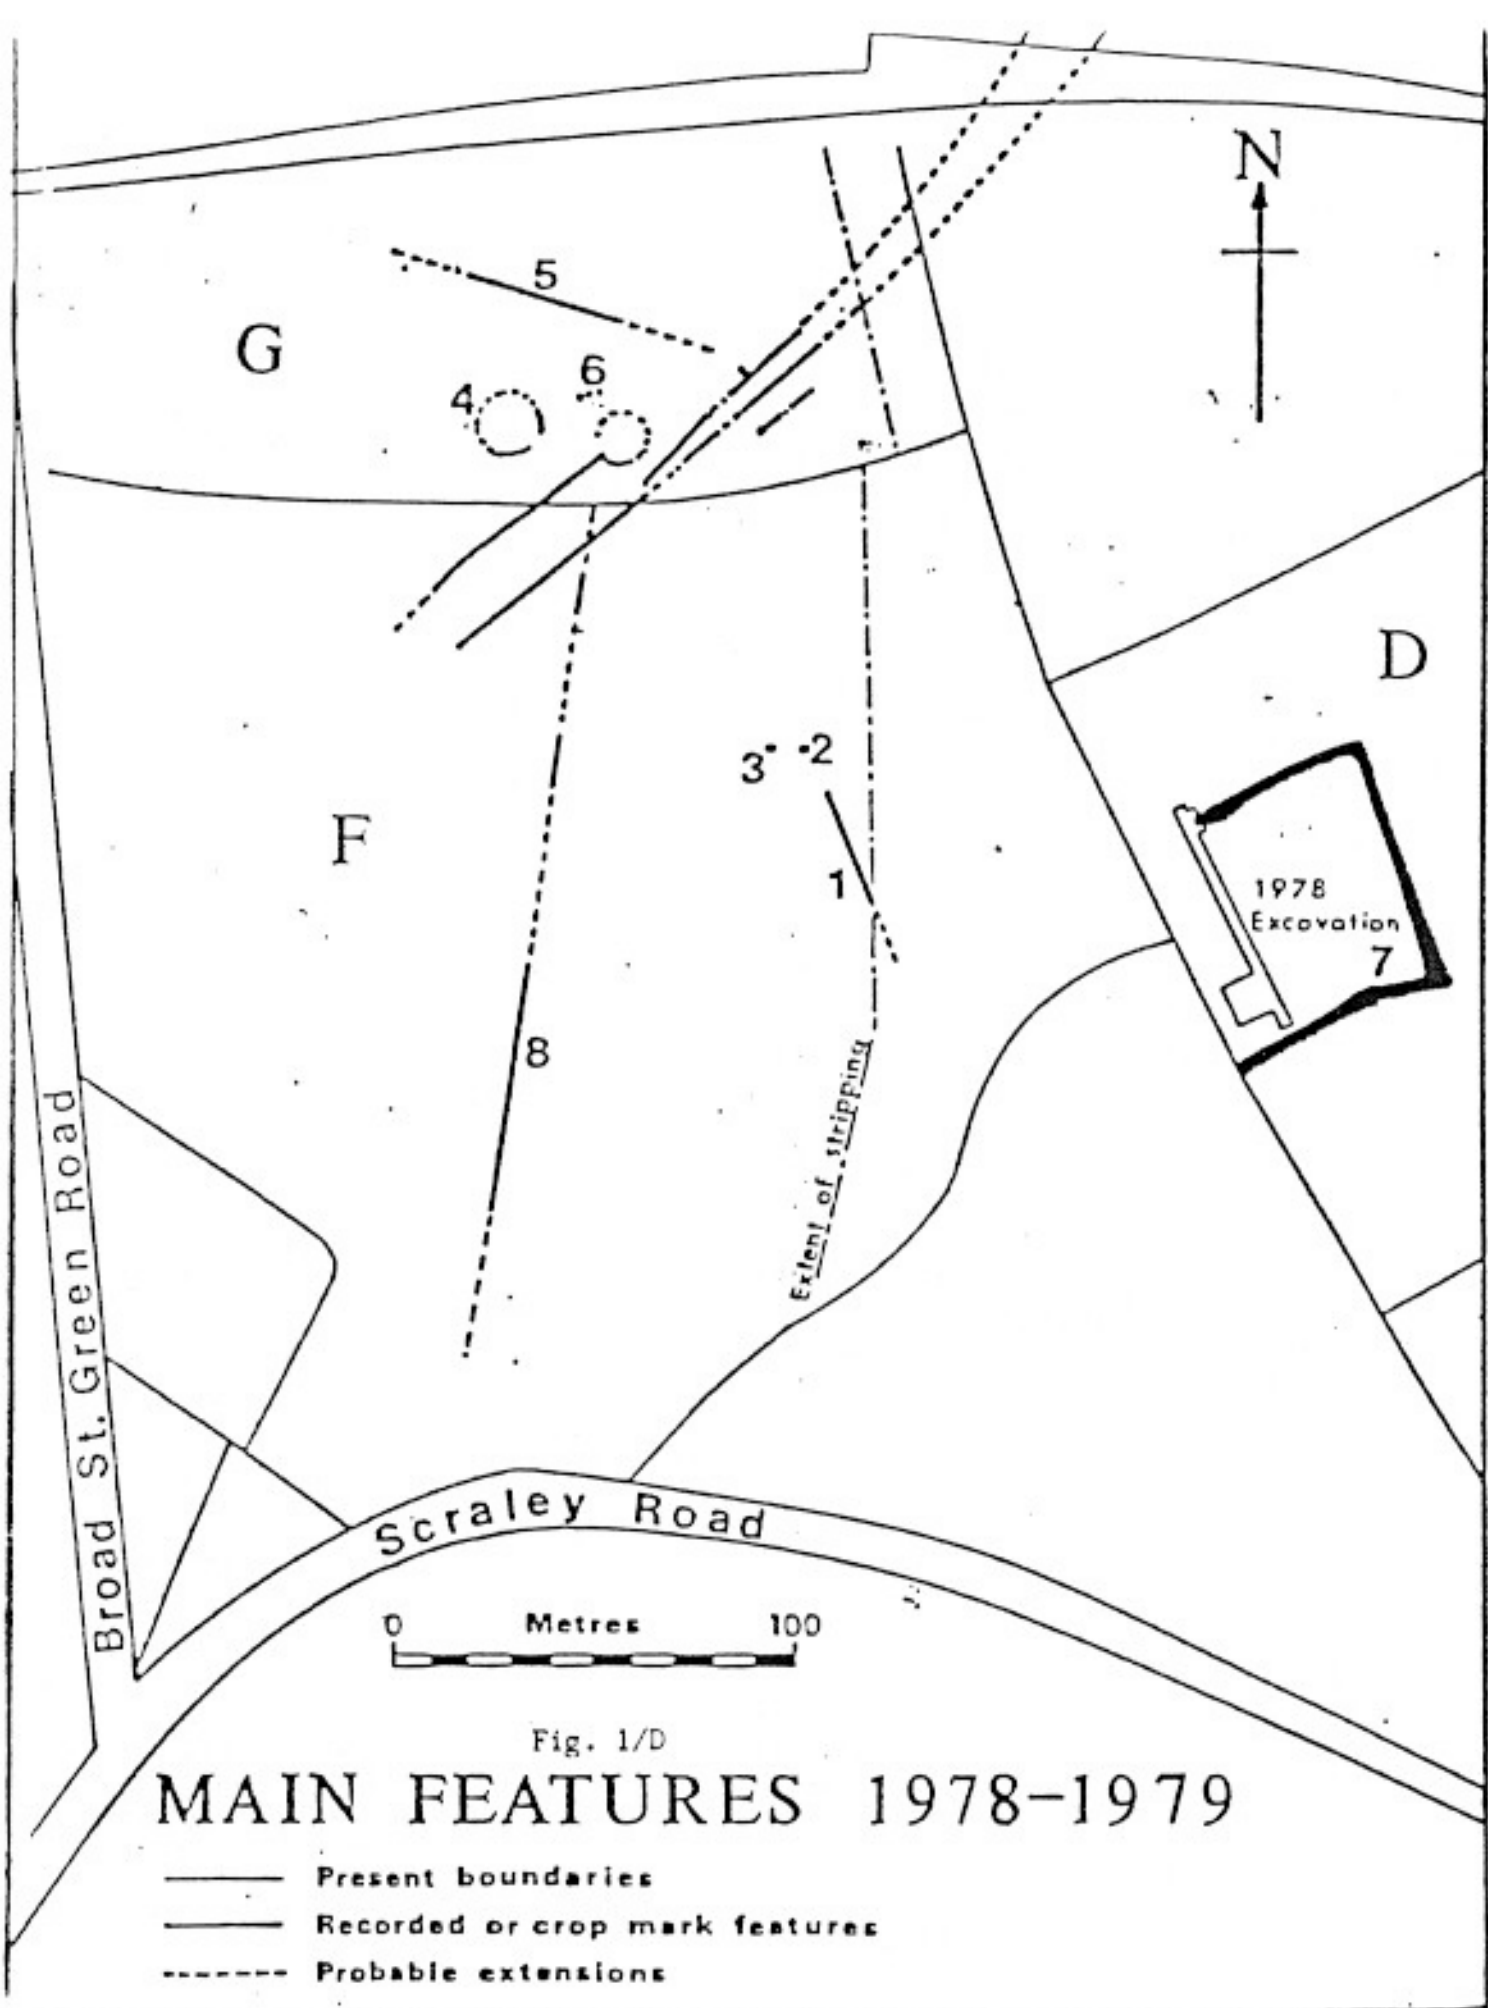 N
5
G
6
4
D
3
2
F
1
1978
Excavation
7
8
Extent of stripping
Broad St. Green Road
Scraley Road
0 Metres 100
Fig. 1/D
MAIN FEATURES 1978-1979
Present boundaries
Recorded or crop mark features
Probable extensions